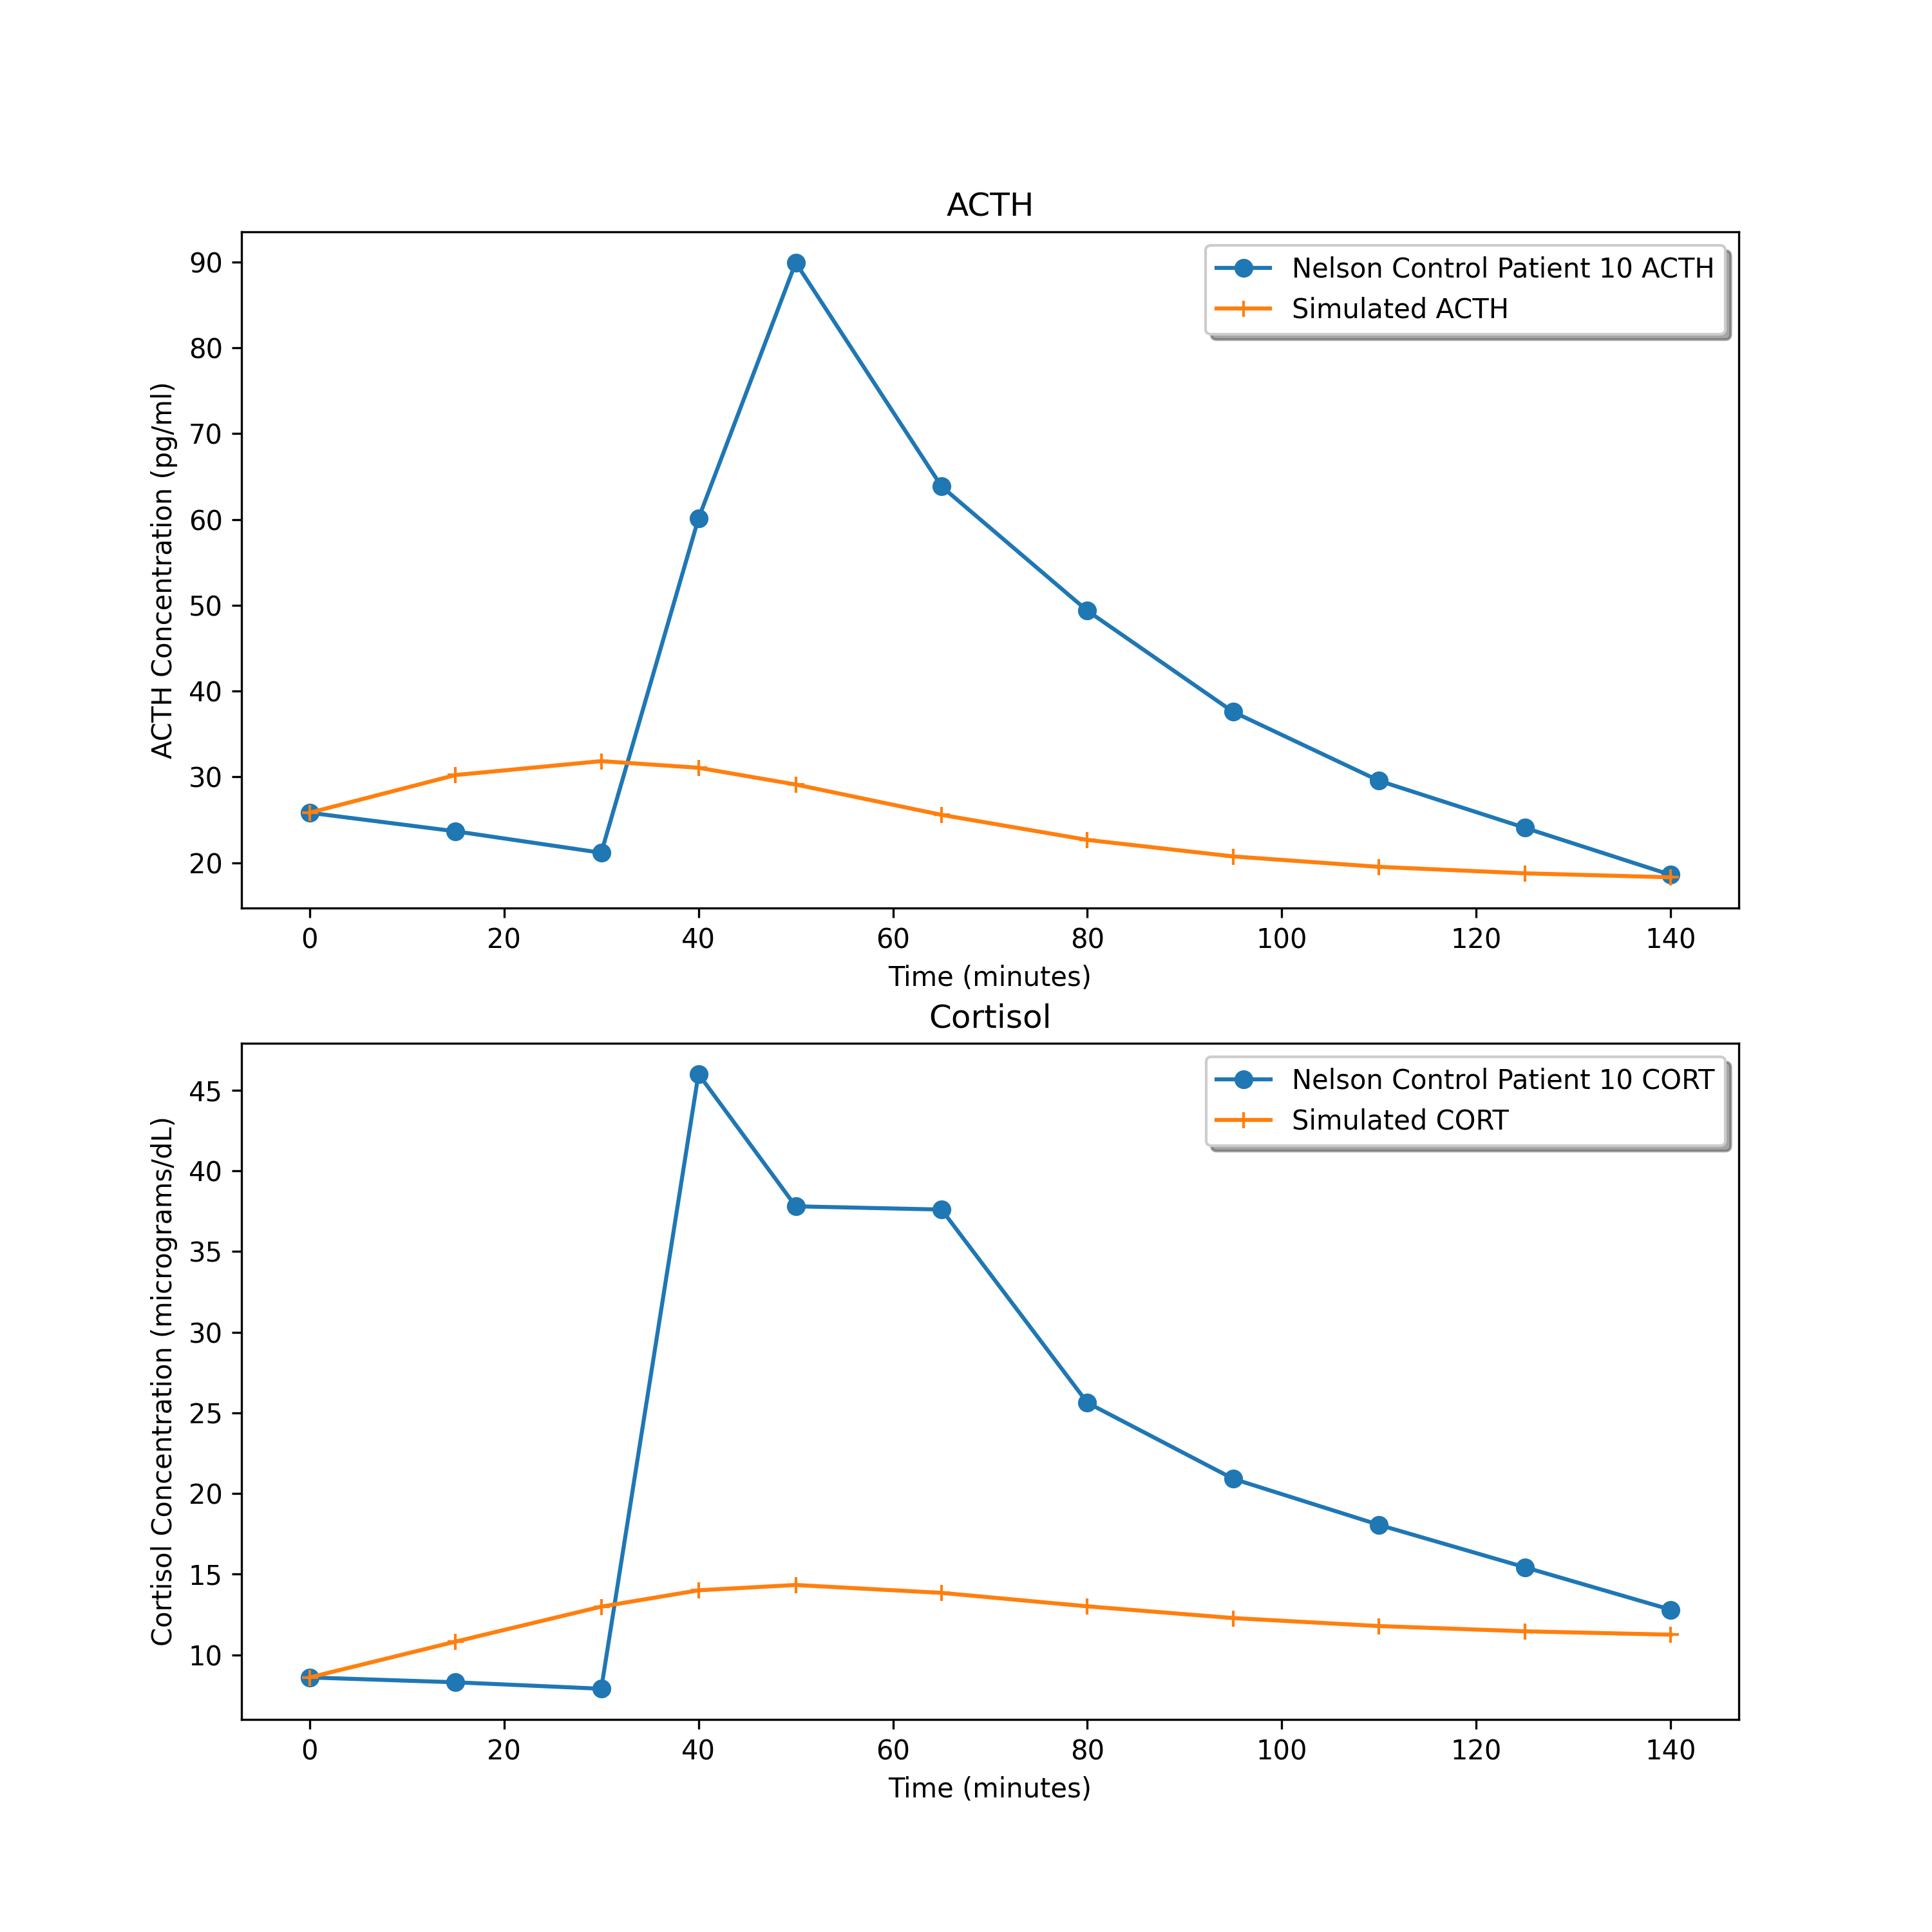 ACTH
Nelson Control Patient 10 ACTH
Simulated ACTH
ACTH Concentration (pg/ml)
90
80
70
60
50
40
30
20
0 20 40 60 80 100 120 140
Time (minutes)
Cortisol
Nelson Control Patient 10 CORT
Simulated CORT
Cortisol Concentration (micrograms/dL)
45
40
35
30
25
20
15
10
0 20 40 60 80 100 120 140
Time (minutes)